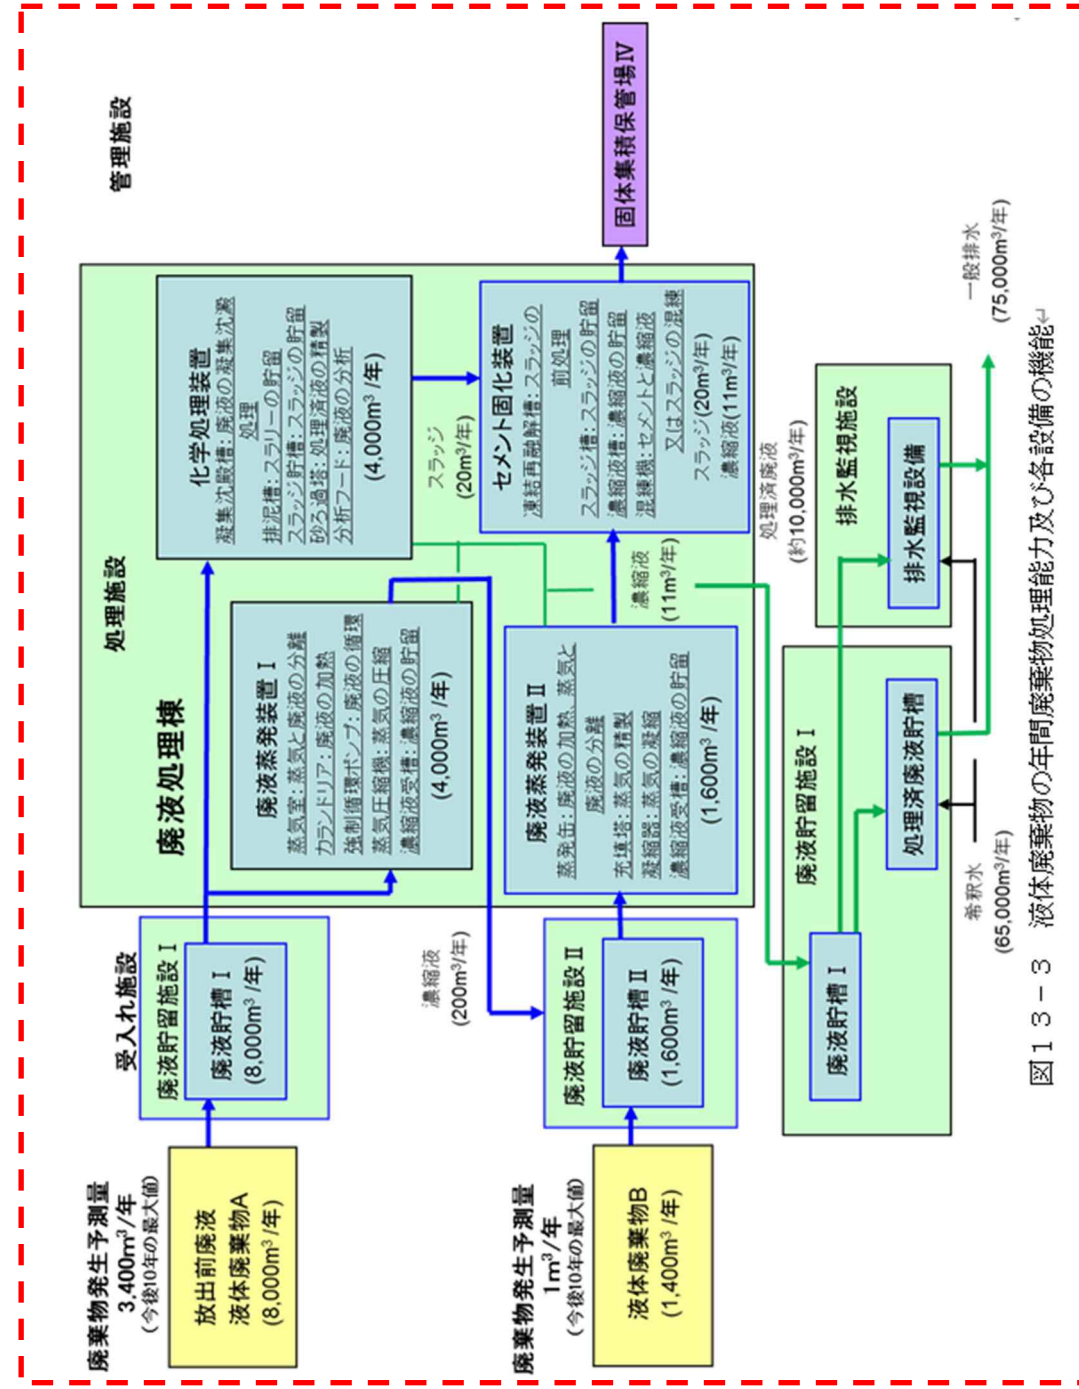 受入れ施設
処理施設
管理施設
廃棄物発生予測量
3,400m³/年
(今後10年の最大値)
放出前廃液
液体廃棄物A
(8,000m³/年)
廃液貯留施設Ⅰ
廃液貯槽Ⅰ
(8,000m³/年)
廃液処理棟
廃液蒸発装置Ⅰ
蒸気室:蒸気と廃液の分離
カランドリア:廃液の加熱
強制循環ポンプ:廃液の循環
蒸気圧縮機:蒸気の圧縮
濃縮液受槽:濃縮液の貯留
(4,000m³/年)
化学処理装置
凝集沈殿槽:廃液の凝集沈澱
処理
排泥槽:スラリーの貯留
スラッジ貯槽:スラッジの貯留
砂ろ過塔:処理済液の精製
分析フード:廃液の分析
(4,000m³/年)
濃縮液
(200m³/年)
スラッジ
(20m³/年)
廃棄物発生予測量
1m³/年
(今後10年の最大値)
液体廃棄物B
(1,400m³/年)
廃液貯留施設Ⅱ
廃液貯槽Ⅱ
(1,600m³/年)
廃液蒸発装置Ⅱ
蒸発缶:廃液の加熱、蒸気と
廃液の分離
充填塔:蒸気の精製
凝縮器:蒸気の凝縮
濃縮液受槽:濃縮液の貯留
(1,600m³/年)
濃縮液
(11m³/年)
セメント固化装置
凍結再融解槽:スラッジの
前処理
スラッジ槽:スラッジの貯留
濃縮液槽:濃縮液の貯留
混練機:セメントと濃縮液
又はスラッジの混練
スラッジ(20m³/年)
濃縮液(11m³/年)
固体集積保管場Ⅳ
処理済廃液
(約10,000m³/年)
廃液貯留施設Ⅰ
廃液貯槽Ⅰ
処理済廃液貯槽
排水監視施設
排水監視設備
希釈水
(65,000m³/年)
一般排水
(75,000m³/年)
図13-3 液体廃棄物の年間廃棄物処理能力及び各設備の機能↵